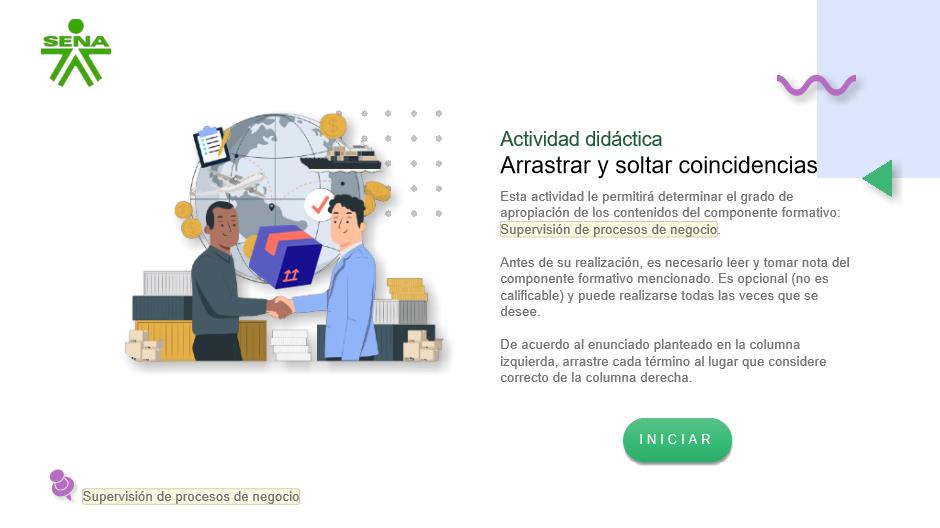 SENA
Actividad didáctica
Arrastrar y soltar coincidencias
Esta actividad le permitirá determinar el grado de
apropiación de los contenidos del componente formativo:
Supervisión de procesos de negocio.
Antes de su realización, es necesario leer y tomar nota del
componente formativo mencionado. Es opcional (no es
calificable) y puede realizarse todas las veces que se
desee.
De acuerdo al enunciado planteado en la columna
izquierda, arrastre cada término al lugar que considere
correcto de la columna derecha.
INICIAR
Supervisión de procesos de negocio